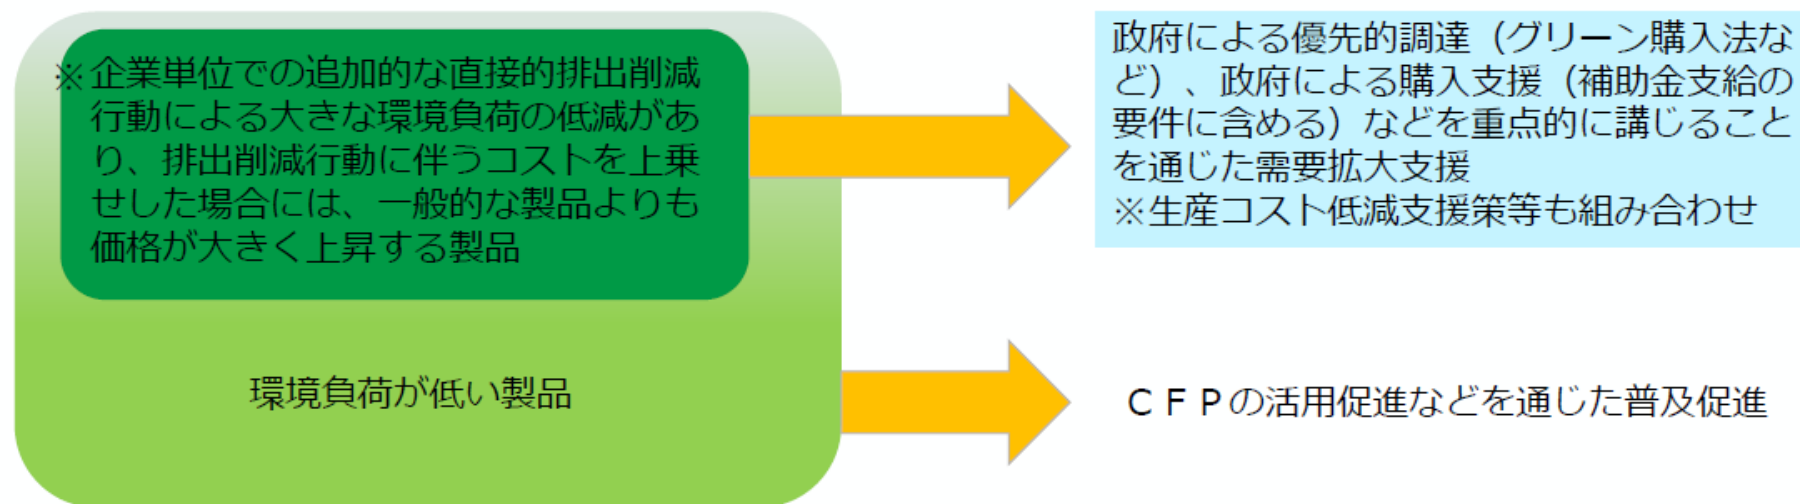 ※企業単位での追加的な直接的排出削減
行動による大きな環境負荷の低減があ
り、排出削減行動に伴うコストを上乗
せした場合には、一般的な製品よりも
価格が大きく上昇する製品
政府による優先的調達（グリーン購入法な
ど）、政府による購入支援（補助金支給の
要件に含める）などを重点的に講じること
を通じた需要拡大支援
※生産コスト低減支援策等も組み合わせ
環境負荷が低い製品
ＣＦＰの活用促進などを通じた普及促進